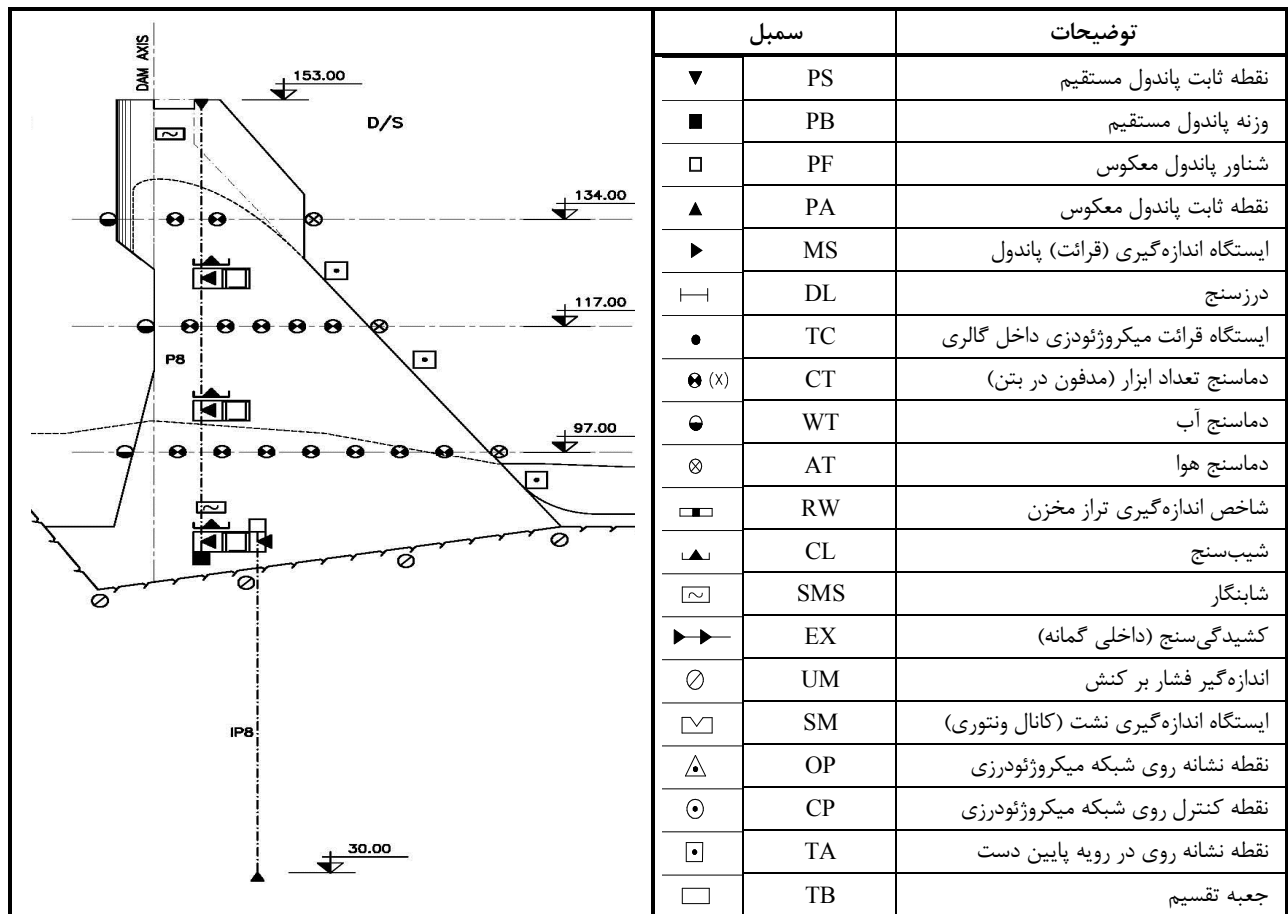 DAM AXIS
153.00
D/S
134.00
117.00
P8
97.00
IP8
30.00
سمبل توضیحات
PS نقطه ثابت پاندول مستقیم
PB وزنه پاندول مستقیم
PF شناور پاندول معکوس
PA نقطه ثابت پاندول معکوس
MS ایستگاه اندازه‌گیری (قرائت) پاندول
DL درزسنج
TC ایستگاه قرائت میکروژئودزی داخل گالری
(X) CT دماسنج تعداد ابزار (مدفون در بتن)
WT دماسنج آب
AT دماسنج هوا
RW شاخص اندازه‌گیری تراز مخزن
CL شیب‌سنج
SMS شابنگار
EX کشیدگی‌سنج (داخلی گمانه)
UM اندازه‌گیر فشار بر کنش
SM ایستگاه اندازه‌گیری نشت (کانال ونتوری)
OP نقطه نشانه روی شبکه میکروژئودرزی
CP نقطه کنترل روی شبکه میکروژئودرزی
TA نقطه نشانه روی در رویه پایین دست
TB جعبه تقسیم